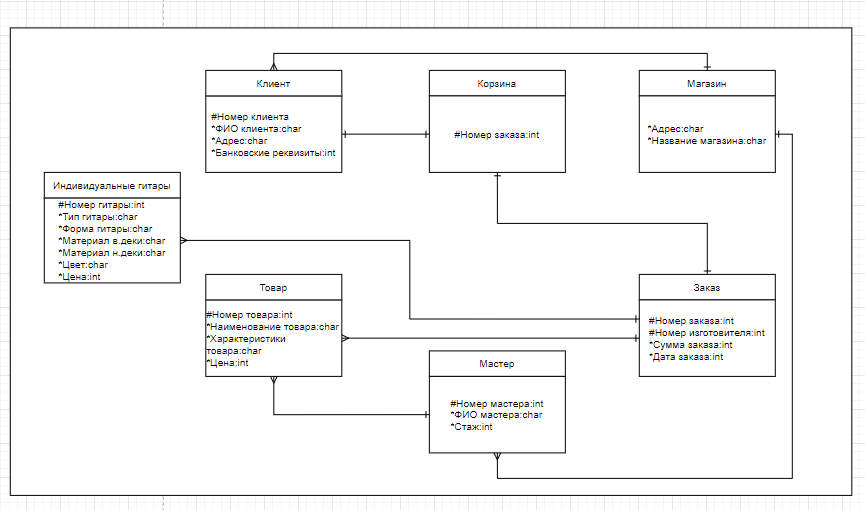 Клиент
#Номер клиента
*ФИО клиента:char
*Адрес:char
*Банковские реквизиты:int
Корзина
#Номер заказа:int
Магазин
*Адрес:char
*Название магазина:char
Индивидуальные гитары
#Номер гитары:int
*Тип гитары:char
*Форма гитары:char
*Материал в.деки:char
*Материал н.деки:char
*Цвет:char
*Цена:int
Товар
#Номер товара:int
*Наименование товара:char
*Характеристики
товара:char
*Цена:int
Заказ
#Номер заказа:int
#Номер изготовителя:int
*Сумма заказа:int
*Дата заказа:int
Мастер
#Номер мастера:int
*ФИО мастера:char
*Стаж:int